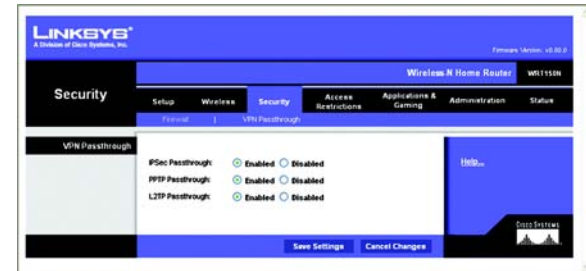 LINKSYS®
A Division of Cisco Systems, Inc.
Firmware Version: v0.00.0
Wireless-N Home Router WRT150N
Security
Setup Wireless Security Access Restrictions Applications & Gaming Administration Status
Firewall | VPN Passthrough
VPN Passthrough
IPSec Passthrough: Enabled Disabled
PPTP Passthrough: Enabled Disabled
L2TP Passthrough: Enabled Disabled
Help...
Save Settings Cancel Changes
CISCO SYSTEMS